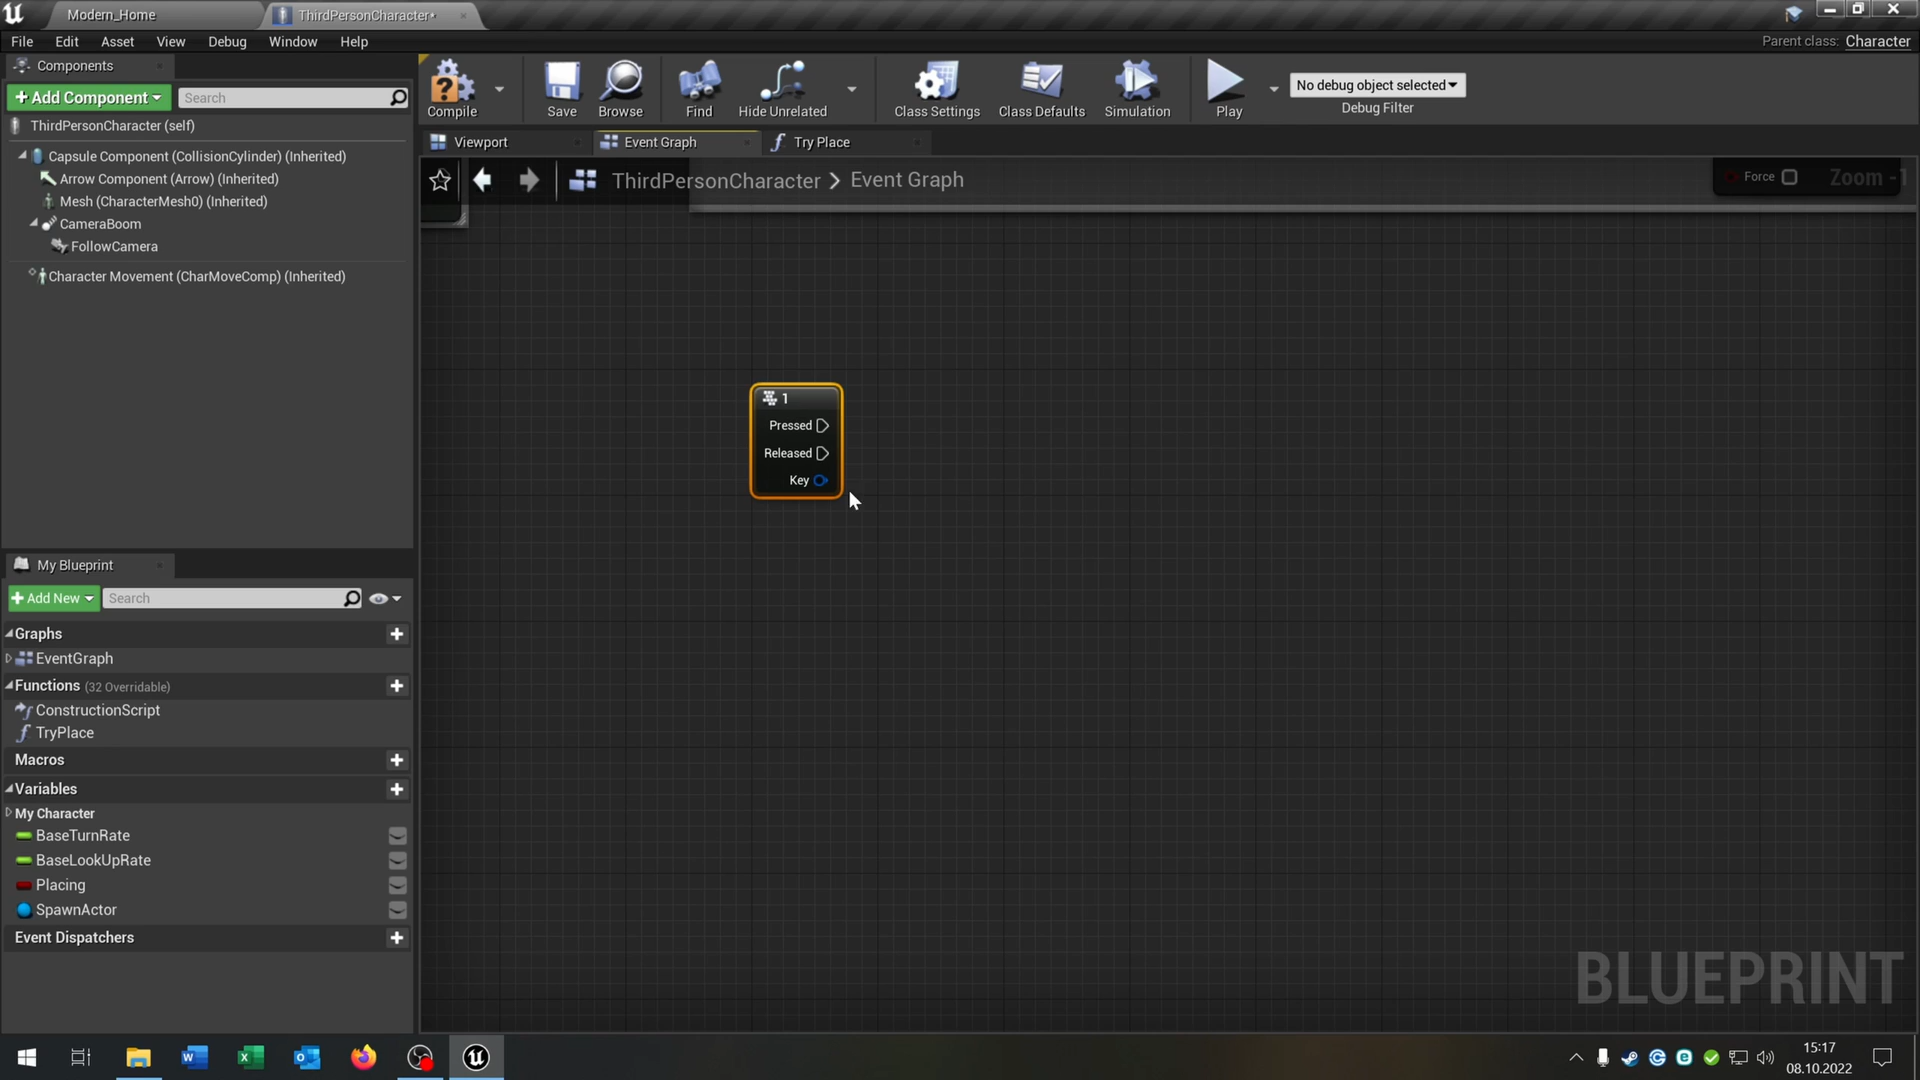 Modern_Home
ThirdPersonCharacter*
File Edit Asset View Debug Window Help
Parent class: Character
Components
Add Component
Search
ThirdPersonCharacter (self)
Capsule Component (CollisionCylinder) (Inherited)
Arrow Component (Arrow) (Inherited)
Mesh (CharacterMesh0) (Inherited)
CameraBoom
FollowCamera
Character Movement (CharMoveComp) (Inherited)
Compile
Save
Browse
Find
Hide Unrelated
Class Settings
Class Defaults
Simulation
Play
No debug object selected
Debug Filter
Viewport
Event Graph
Try Place
ThirdPersonCharacter > Event Graph
Force
Zoom -1
1
Pressed
Released
Key
My Blueprint
Add New
Search
Graphs
EventGraph
Functions (32 Overridable)
ConstructionScript
TryPlace
Macros
Variables
My Character
BaseTurnRate
BaseLookUpRate
Placing
SpawnActor
Event Dispatchers
BLUEPRINT
15:17
08.10.2022